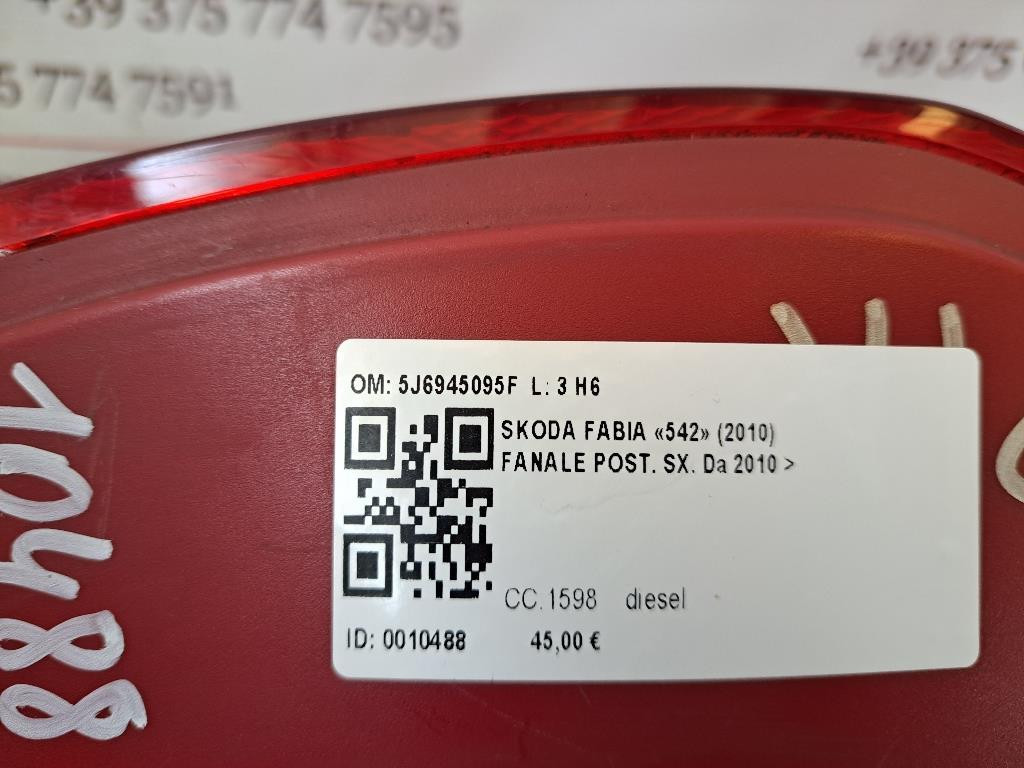 +39 375 774 7595
5 774 7591
+39 375
OM: 5J6945095F L: 3 H6
SKODA FABIA «542» (2010)
FANALE POST. SX. Da 2010 >
CC.1598 diesel
ID: 0010488 45,00 €
10488